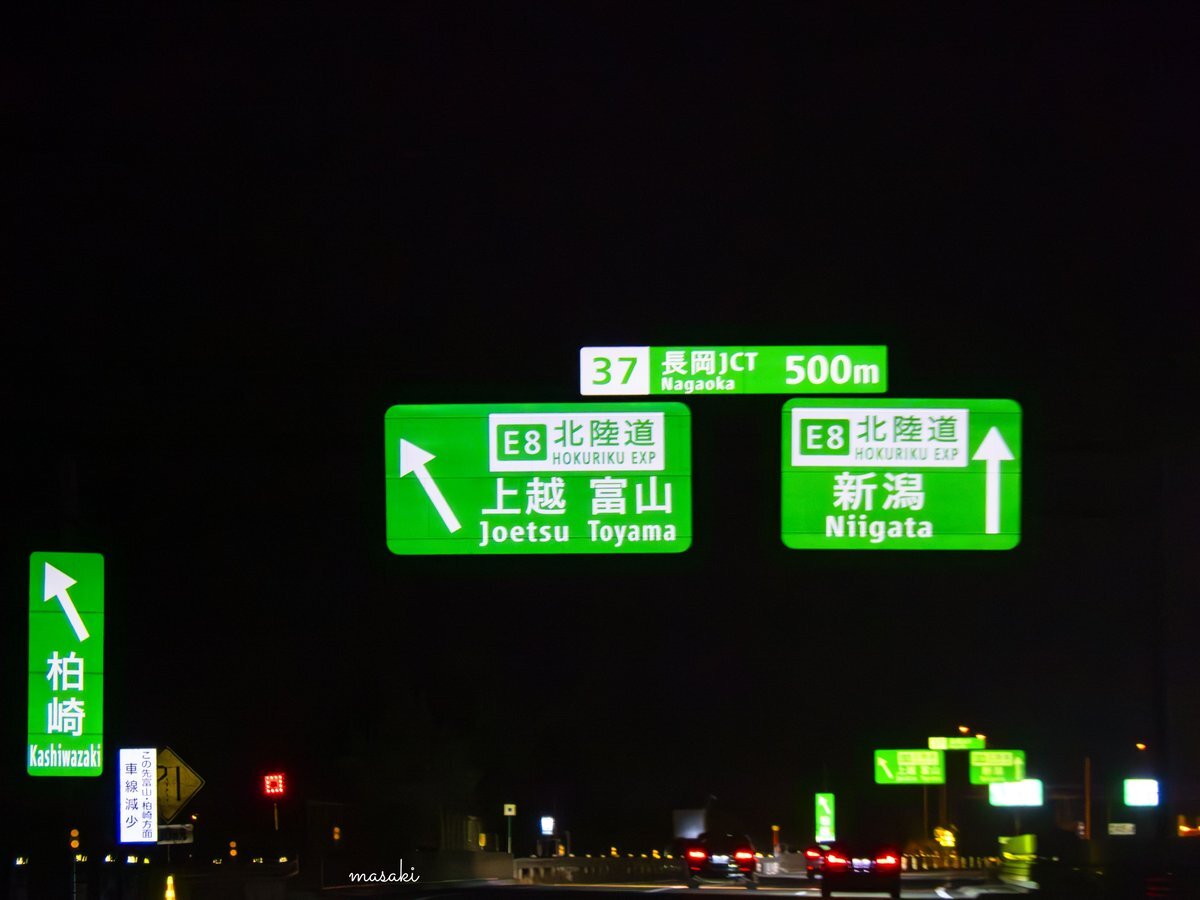 37 長岡JCT 500m
Nagaoka
E8 北陸道
HOKURIKU EXP
上越 富山
Joetsu Toyama
E8 北陸道
HOKURIKU EXP
新潟
Niigata
柏崎
Kashiwazaki
この先富山・柏崎方面
車線減少
上越
masaki